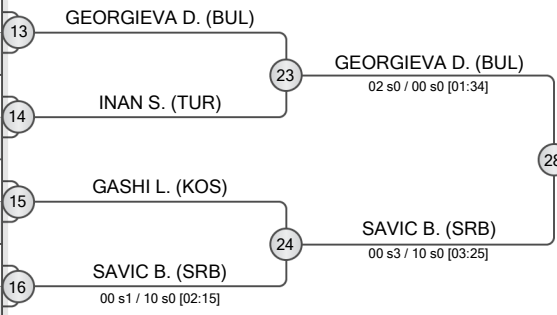 13
GEORGIEVA D. (BUL)
23
GEORGIEVA D. (BUL)
02 s0 / 00 s0 [01:34]
14
INAN S. (TUR)
28
15
GASHI L. (KOS)
24
SAVIC B. (SRB)
00 s3 / 10 s0 [03:25]
16
SAVIC B. (SRB)
00 s1 / 10 s0 [02:15]